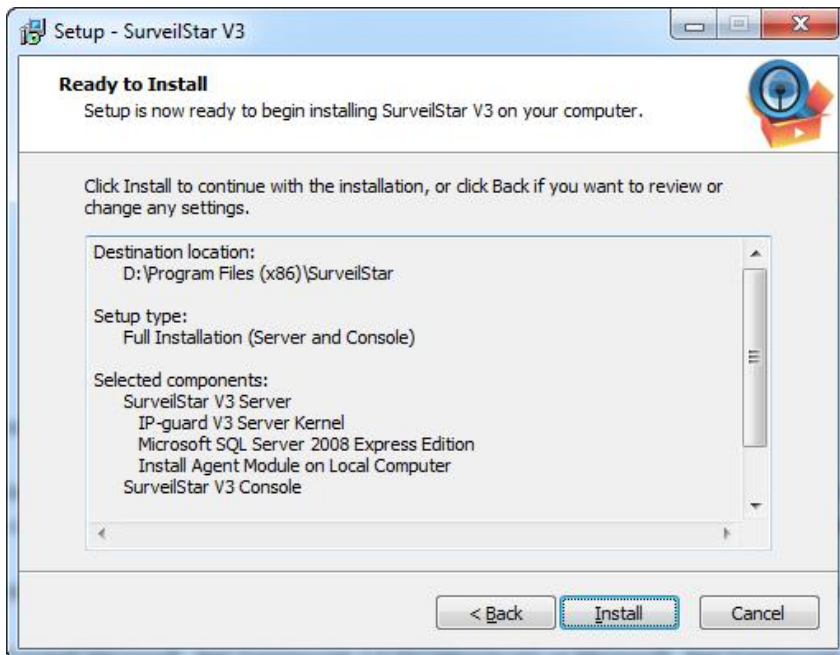 Setup - SurveilStar V3
Ready to Install
Setup is now ready to begin installing SurveilStar V3 on your computer.
Click Install to continue with the installation, or click Back if you want to review or
change any settings.
Destination location:
D:\Program Files (x86)\SurveilStar
Setup type:
Full Installation (Server and Console)
Selected components:
SurveilStar V3 Server
IP-guard V3 Server Kernel
Microsoft SQL Server 2008 Express Edition
Install Agent Module on Local Computer
SurveilStar V3 Console
< Back
Install
Cancel